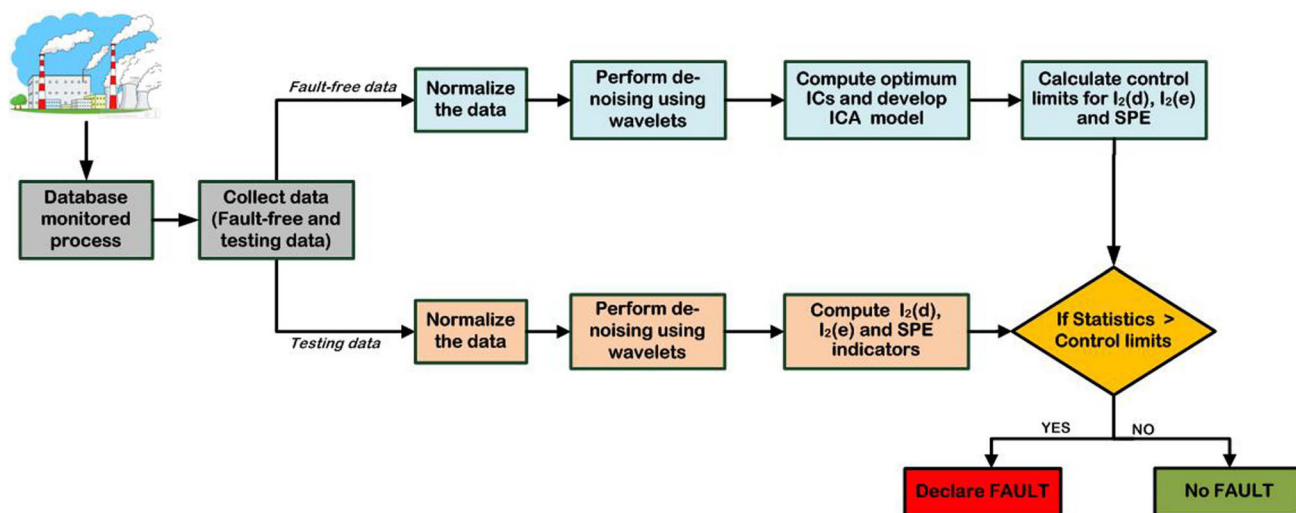 Fault-free data
Normalize
the data
Perform de-
noising using
wavelets
Compute optimum
ICs and develop
ICA model
Calculate control
limits for I₂(d), I₂(e)
and SPE
Database
monitored
process
Collect data
(Fault-free and
testing data)
Testing data
Normalize
the data
Perform de-
noising using
wavelets
Compute I₂(d),
I₂(e) and SPE
indicators
If Statistics >
Control limits
YES
NO
Declare FAULT
No FAULT